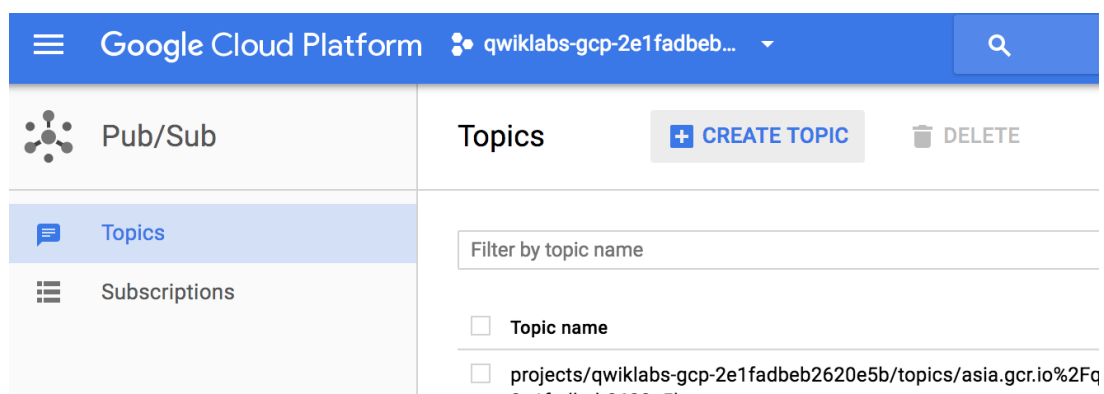 Google Cloud Platform
qwiklabs-gcp-2e1fadbeb...
Pub/Sub
Topics
CREATE TOPIC
DELETE
Topics
Subscriptions
Filter by topic name
Topic name
projects/qwiklabs-gcp-2e1fadbeb2620e5b/topics/asia.gcr.io%2Fq